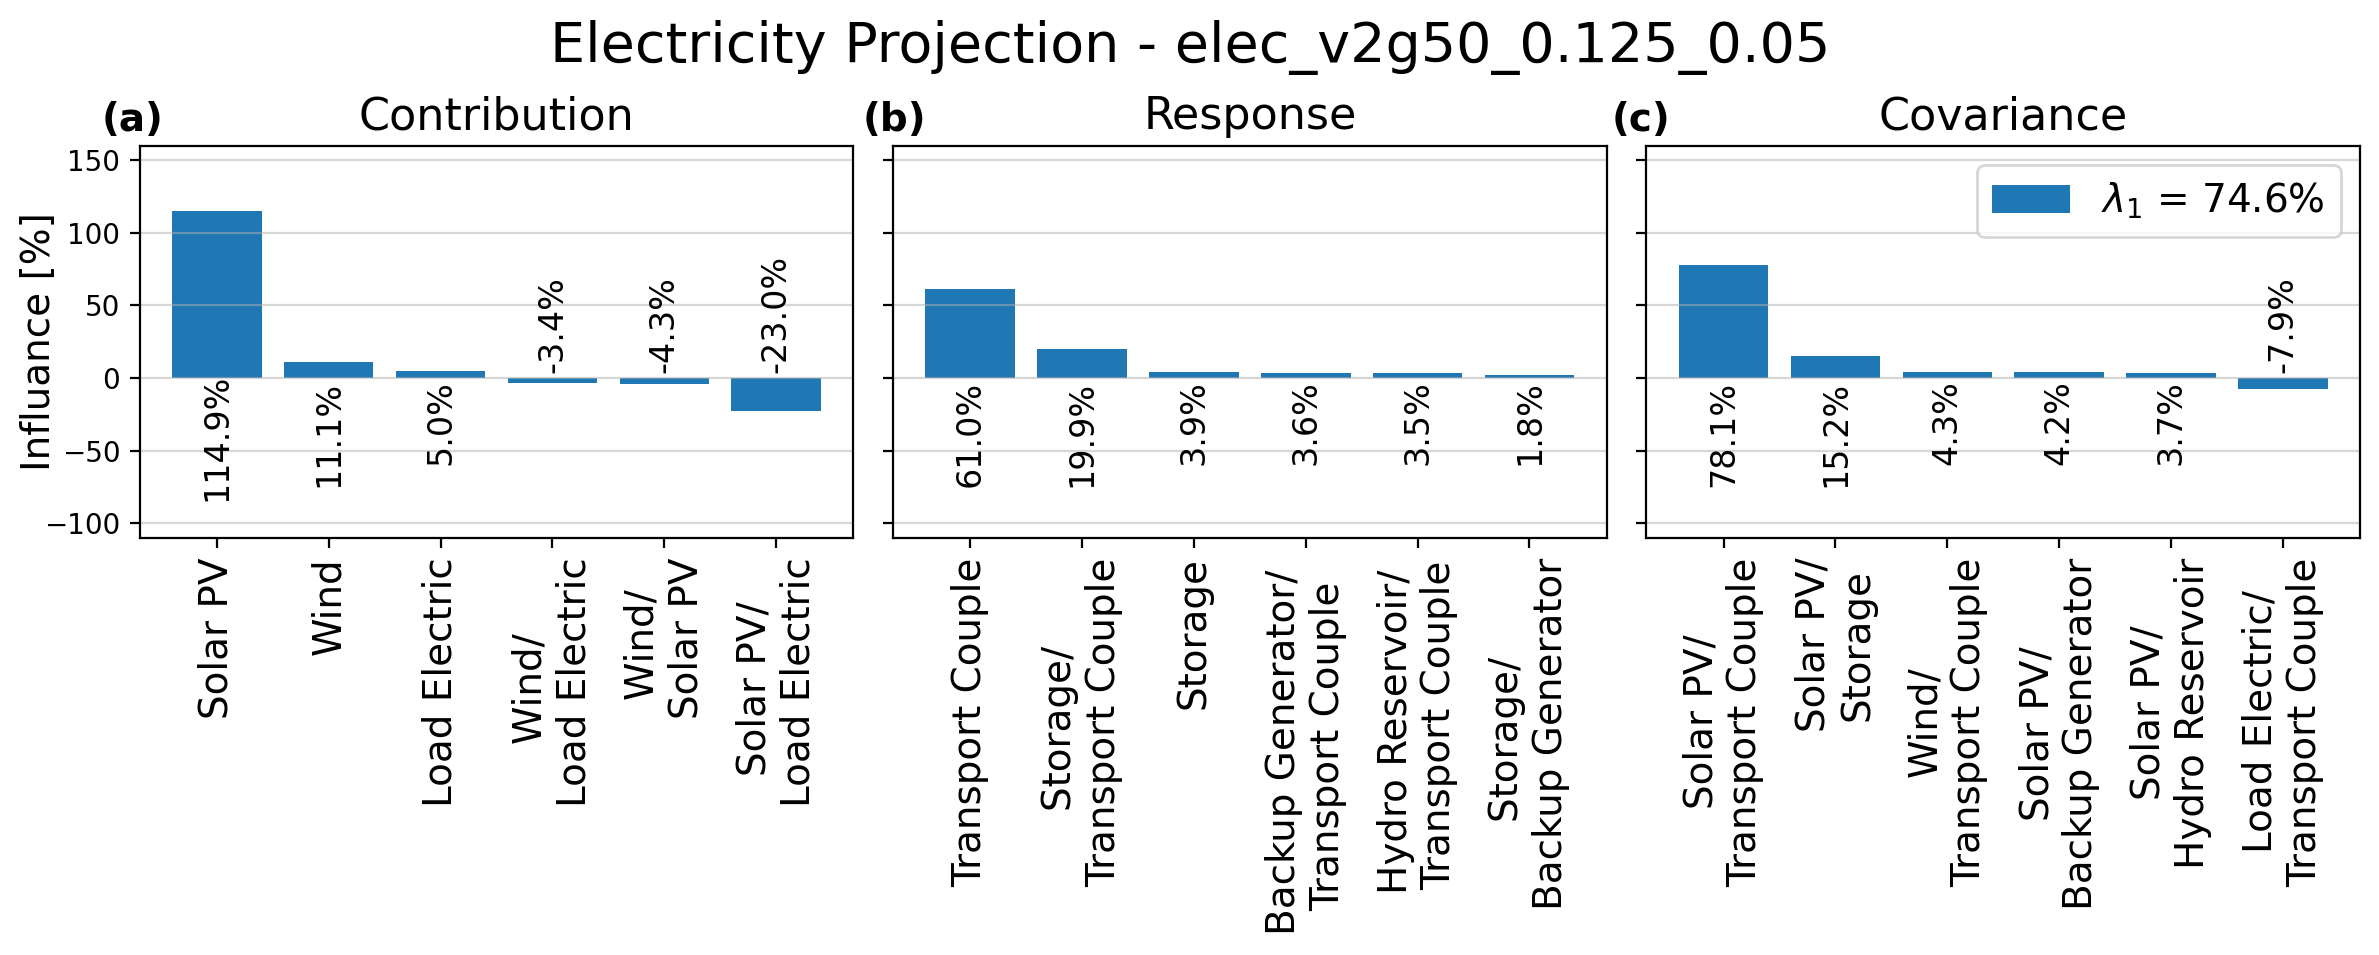 Electricity Projection - elec_v2g50_0.125_0.05
(a)
Contribution
Influance [%]
150
100
50
0
−50
−100
114.9%
11.1%
5.0%
-3.4%
-4.3%
-23.0%
Solar PV
Wind
Load Electric
Wind/
Load Electric
Wind/
Solar PV
Solar PV/
Load Electric
(b)
Response
61.0%
19.9%
3.9%
3.6%
3.5%
1.8%
Transport Couple
Storage/
Transport Couple
Storage
Backup Generator/
Transport Couple
Hydro Reservoir/
Transport Couple
Storage/
Backup Generator
(c)
Covariance
λ₁ = 74.6%
78.1%
15.2%
4.3%
4.2%
3.7%
-7.9%
Solar PV/
Transport Couple
Solar PV/
Storage
Wind/
Transport Couple
Solar PV/
Backup Generator
Solar PV/
Hydro Reservoir
Load Electric/
Transport Couple